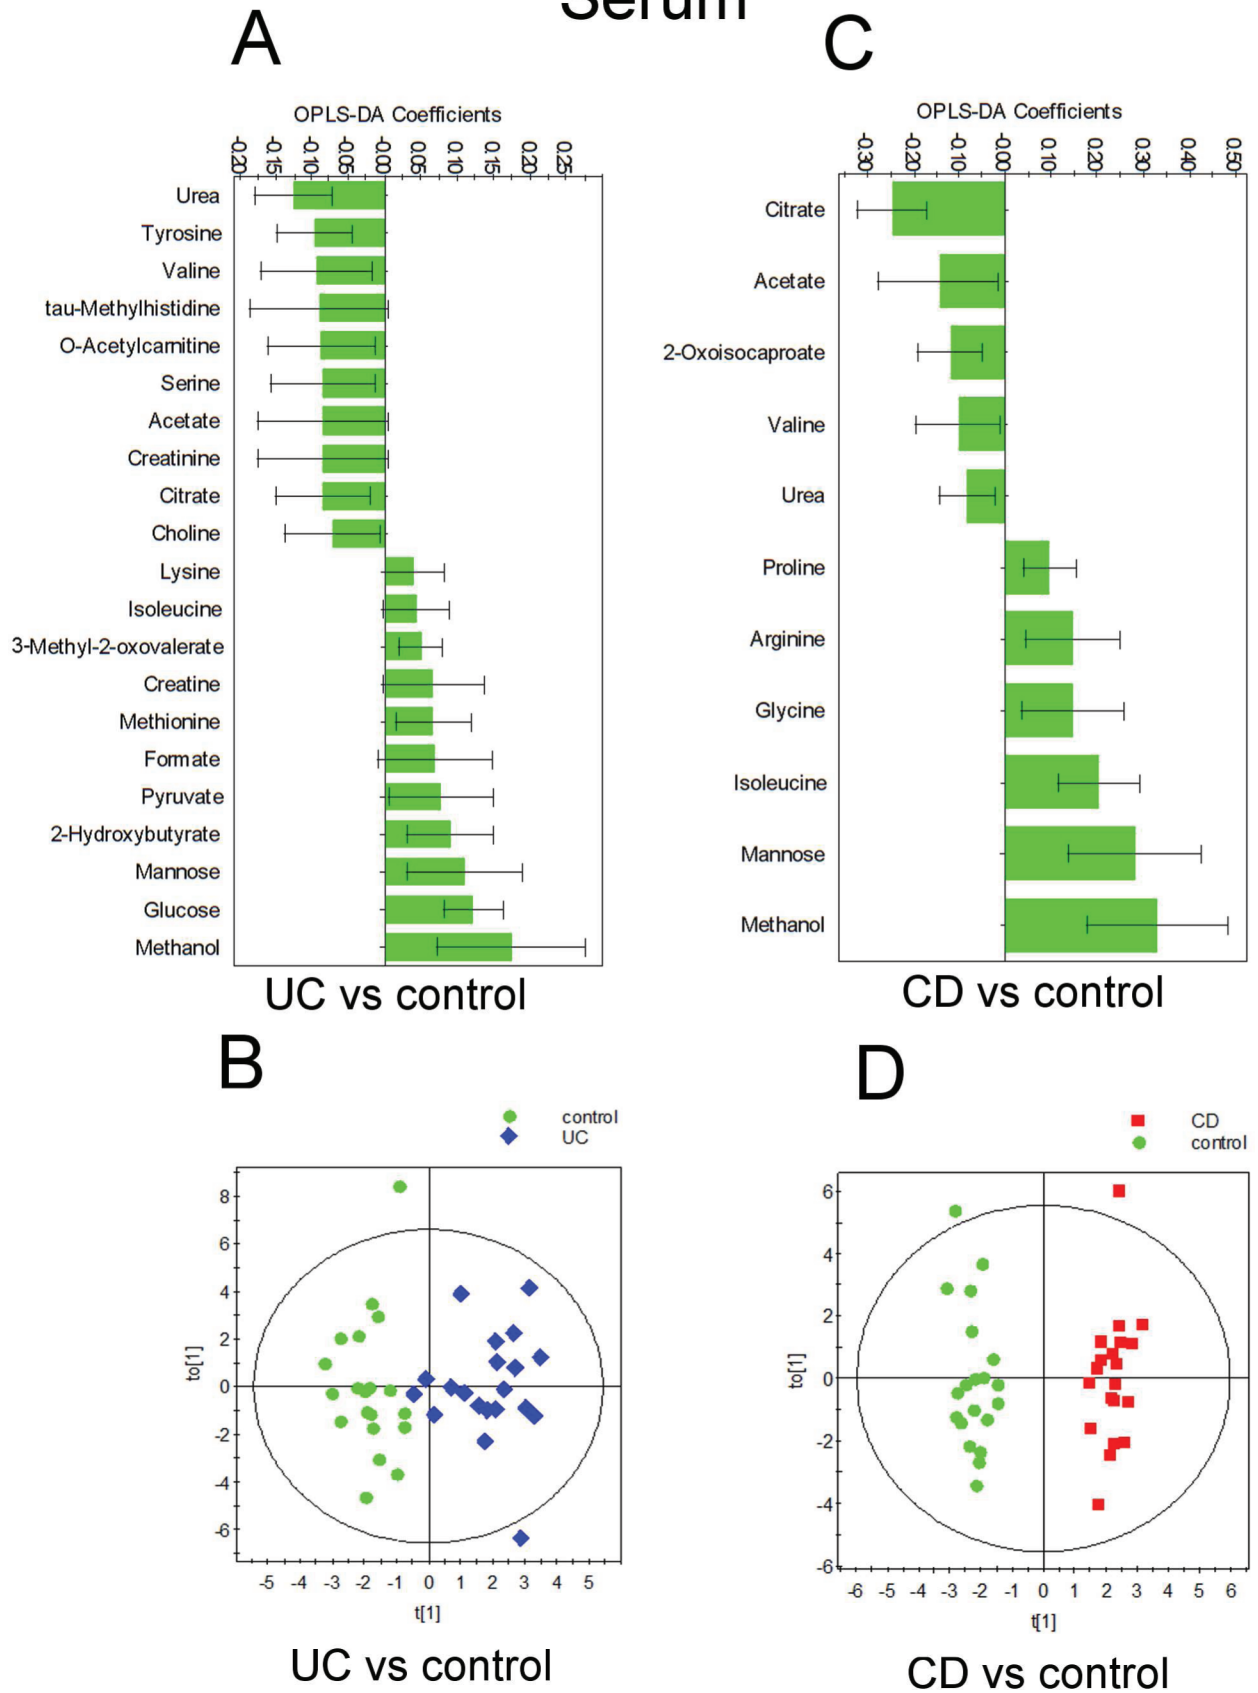 Serum
A
OPLS-DA Coefficients
-0.20 -0.15 -0.10 -0.05 -0.00 0.05 0.10 0.15 0.20 0.25
Urea
Tyrosine
Valine
tau-Methylhistidine
O-Acetylcarnitine
Serine
Acetate
Creatinine
Citrate
Choline
Lysine
Isoleucine
3-Methyl-2-oxovalerate
Creatine
Methionine
Formate
Pyruvate
2-Hydroxybutyrate
Mannose
Glucose
Methanol
UC vs control
C
OPLS-DA Coefficients
-0.30 -0.20 -0.10 -0.00 0.10 0.20 0.30 0.40 0.50
Citrate
Acetate
2-Oxoisocaproate
Valine
Urea
Proline
Arginine
Glycine
Isoleucine
Mannose
Methanol
CD vs control
B
control
UC
8
6
4
2
0
-2
-4
-6
to[1]
-5 -4 -3 -2 -1 0 1 2 3 4 5
t[1]
UC vs control
D
CD
control
6
4
2
0
-2
-4
-6
to[1]
-6 -5 -4 -3 -2 -1 0 1 2 3 4 5 6
t[1]
CD vs control